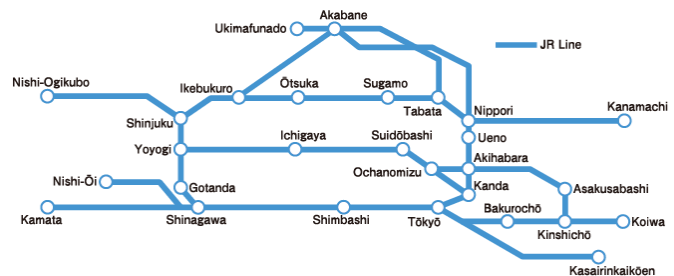 Akabane
Ukimafunado
JR Line
Nishi-Ogikubo
Ikebukuro
Ōtsuka
Sugamo
Tabata
Nippori
Kanamachi
Shinjuku
Ueno
Yoyogi
Ichigaya
Suidōbashi
Akihabara
Ochanomizu
Nishi-Ōi
Gotanda
Kanda
Asakusabashi
Kamata
Shinagawa
Shimbashi
Tōkyō
Bakurochō
Kinshichō
Koiwa
Kasairinkaikōen